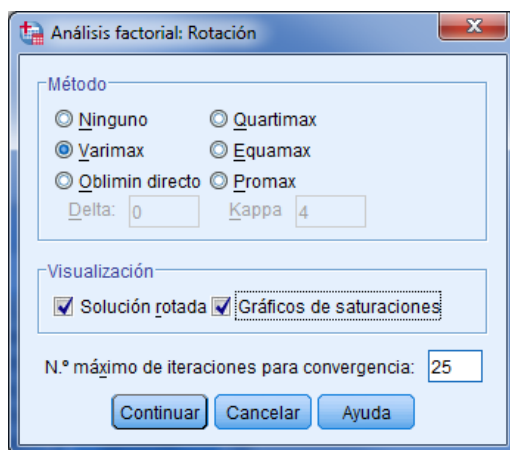 Análisis factorial: Rotación
Método
Ninguno Quartimax
Varimax Equamax
Oblimin directo Promax
Delta: 0 Kappa 4
Visualización
Solución rotada Gráficos de saturaciones
N.º máximo de iteraciones para convergencia: 25
Continuar Cancelar Ayuda